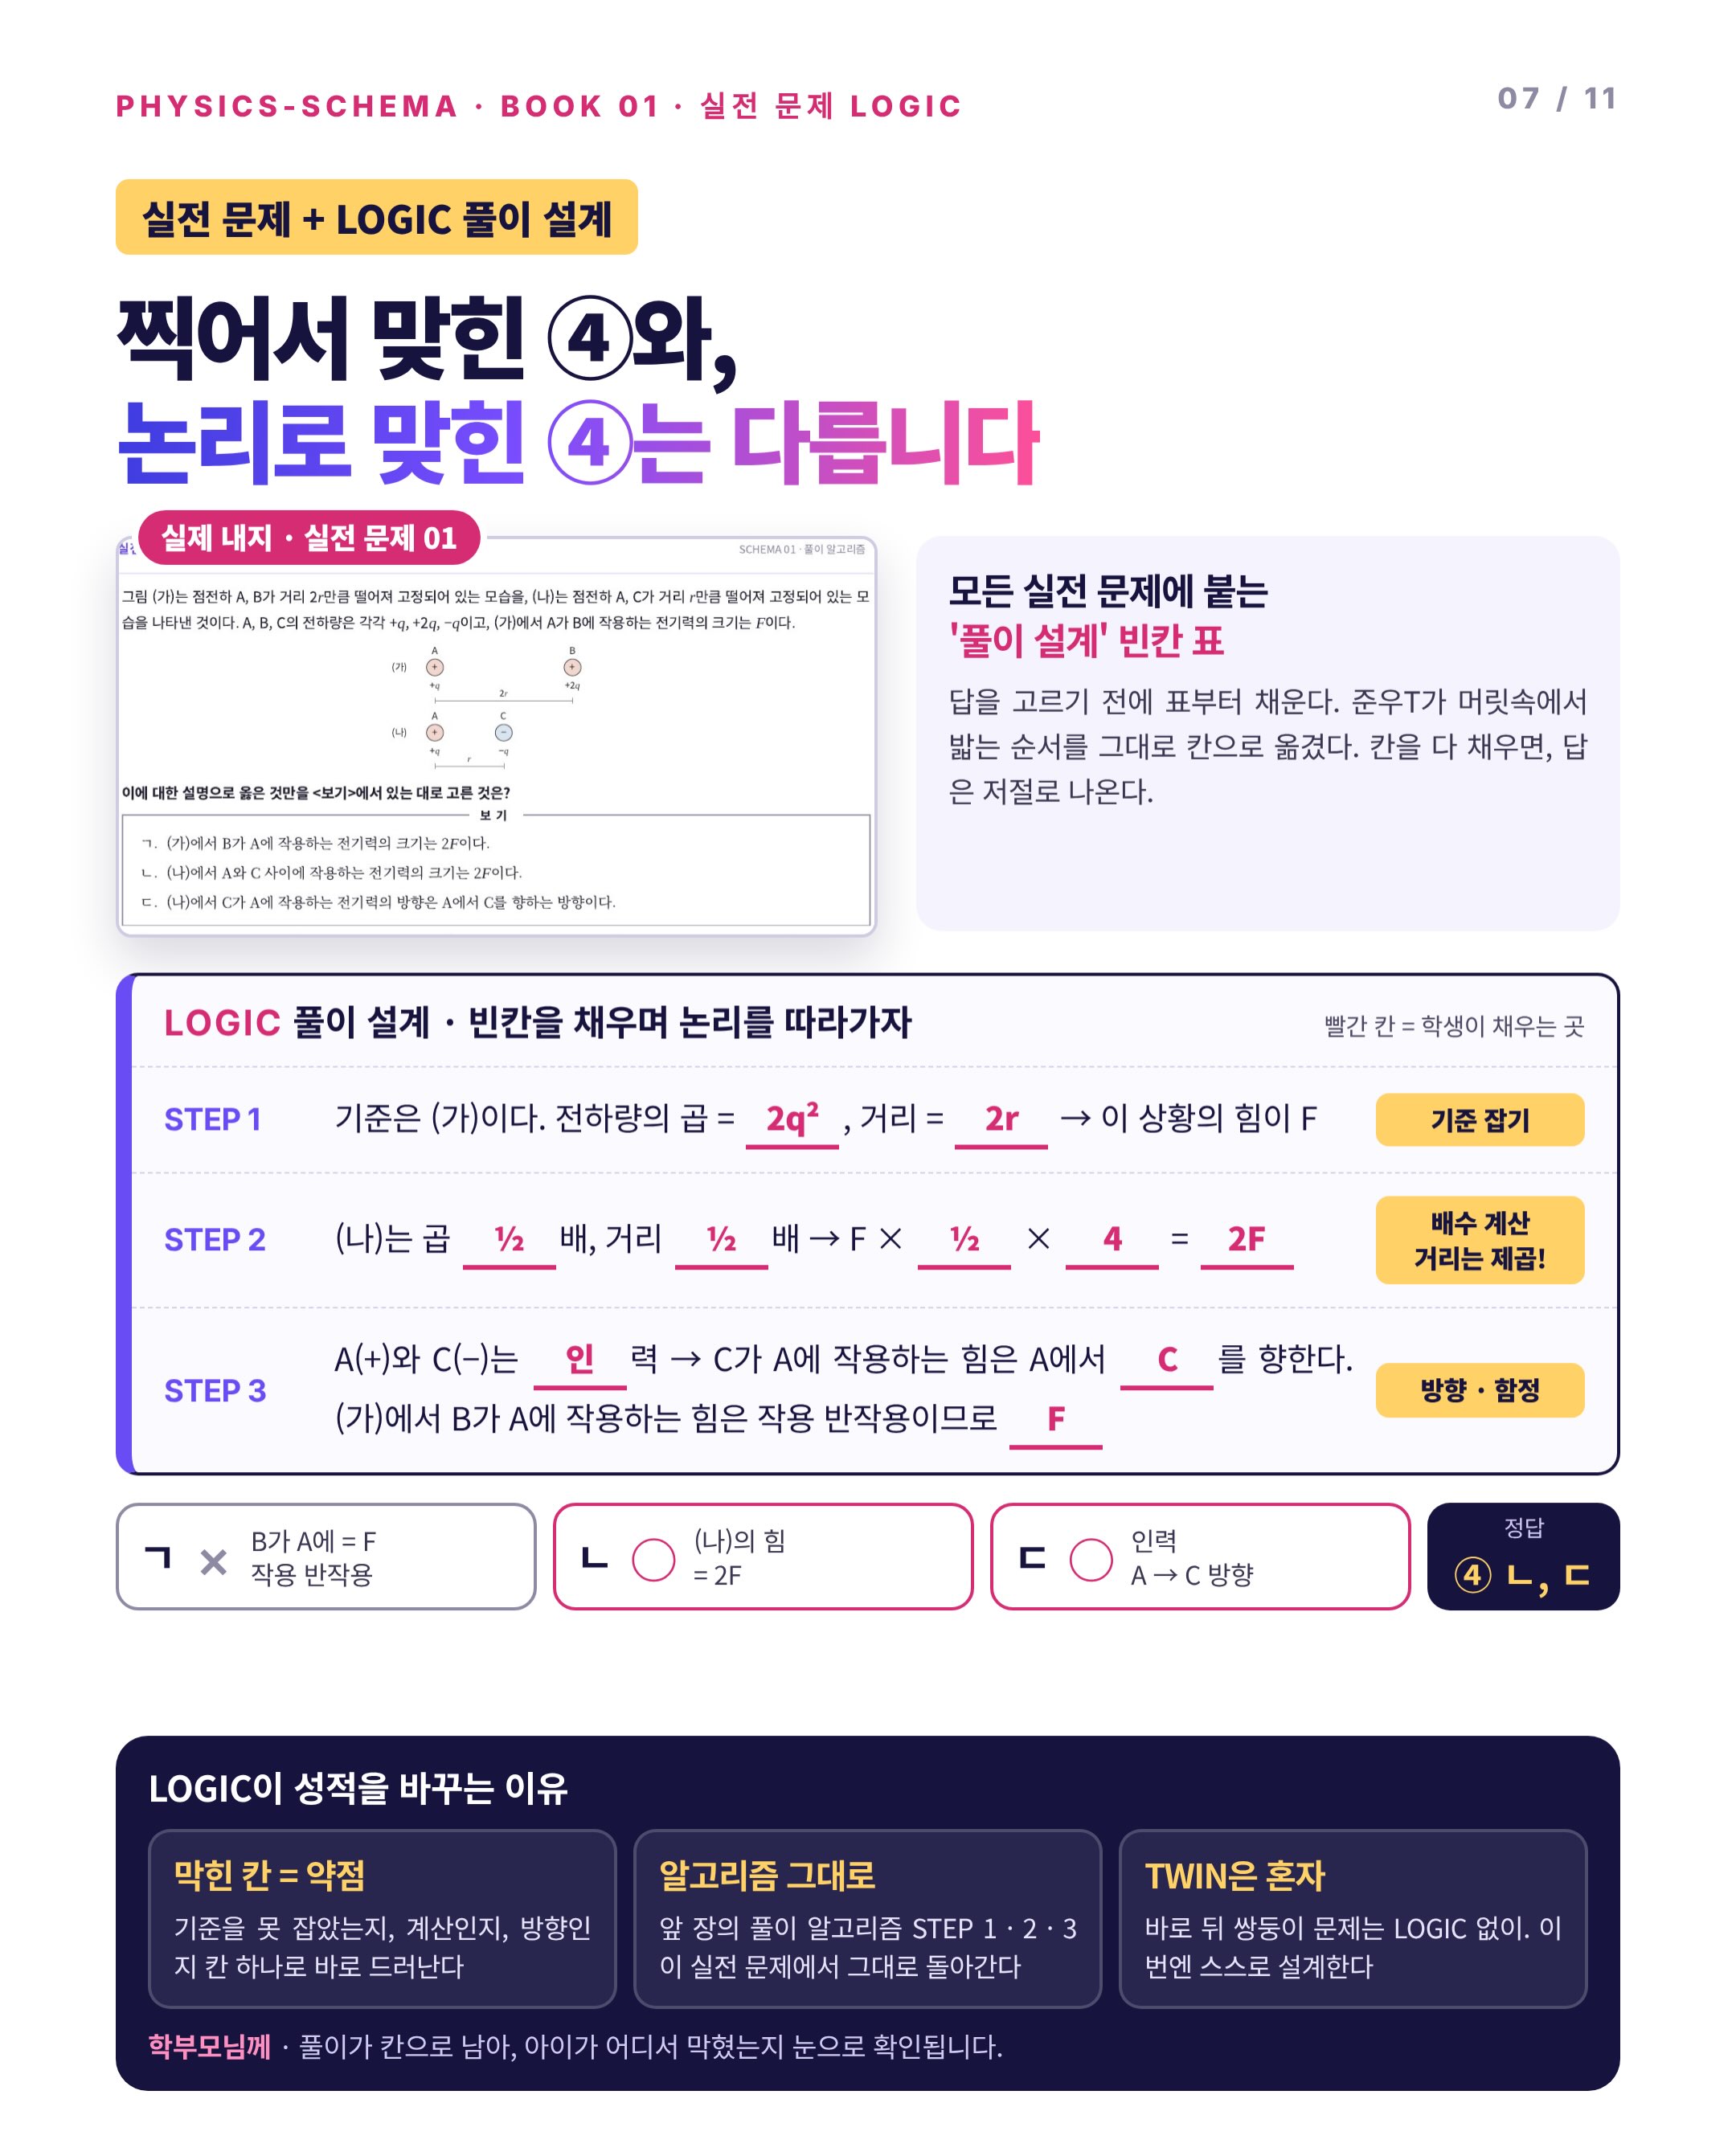 PHYSICS-SCHEMA · BOOK 01 · 실전 문제 LOGIC
07 / 11
실전 문제 + LOGIC 풀이 설계
찍어서 맞힌 ④와,
논리로 맞힌 ④는 다릅니다
실제 내지 · 실전 문제 01
SCHEMA 01 · 풀이 알고리즘
그림 (가)는 점전하 A, B가 거리 2r만큼 떨어져 고정되어 있는 모습을, (나)는 점전하 A, C가 거리 r만큼 떨어져 고정되어 있는 모
습을 나타낸 것이다. A, B, C의 전하량은 각각 +q, +2q, −q이고, (가)에서 A가 B에 작용하는 전기력의 크기는 F이다.
A B
(가) + +
+q +2q
2r
A C
(나) + −
+q −q
r
이에 대한 설명으로 옳은 것만을 <보기>에서 있는 대로 고른 것은?
보 기
ㄱ. (가)에서 B가 A에 작용하는 전기력의 크기는 2F이다.
ㄴ. (나)에서 A와 C 사이에 작용하는 전기력의 크기는 2F이다.
ㄷ. (나)에서 C가 A에 작용하는 전기력의 방향은 A에서 C를 향하는 방향이다.
모든 실전 문제에 붙는
'풀이 설계' 빈칸 표
답을 고르기 전에 표부터 채운다. 준우T가 머릿속에서
밟는 순서를 그대로 칸으로 옮겼다. 칸을 다 채우면, 답
은 저절로 나온다.
LOGIC 풀이 설계 · 빈칸을 채우며 논리를 따라가자
빨간 칸 = 학생이 채우는 곳
STEP 1
기준은 (가)이다. 전하량의 곱 = 2q² , 거리 = 2r → 이 상황의 힘이 F
기준 잡기
STEP 2
(나)는 곱 ½ 배, 거리 ½ 배 → F × ½ × 4 = 2F
배수 계산
거리는 제곱!
STEP 3
A(+)와 C(−)는 인 력 → C가 A에 작용하는 힘은 A에서 C 를 향한다.
(가)에서 B가 A에 작용하는 힘은 작용 반작용이므로 F
방향 · 함정
ㄱ × B가 A에 = F
작용 반작용
ㄴ ○ (나)의 힘
= 2F
ㄷ ○ 인력
A → C 방향
정답
④ ㄴ, ㄷ
LOGIC이 성적을 바꾸는 이유
막힌 칸 = 약점
기준을 못 잡았는지, 계산인지, 방향인
지 칸 하나로 바로 드러난다
알고리즘 그대로
앞 장의 풀이 알고리즘 STEP 1 · 2 · 3
이 실전 문제에서 그대로 돌아간다
TWIN은 혼자
바로 뒤 쌍둥이 문제는 LOGIC 없이. 이
번엔 스스로 설계한다
학부모님께 · 풀이가 칸으로 남아, 아이가 어디서 막혔는지 눈으로 확인됩니다.